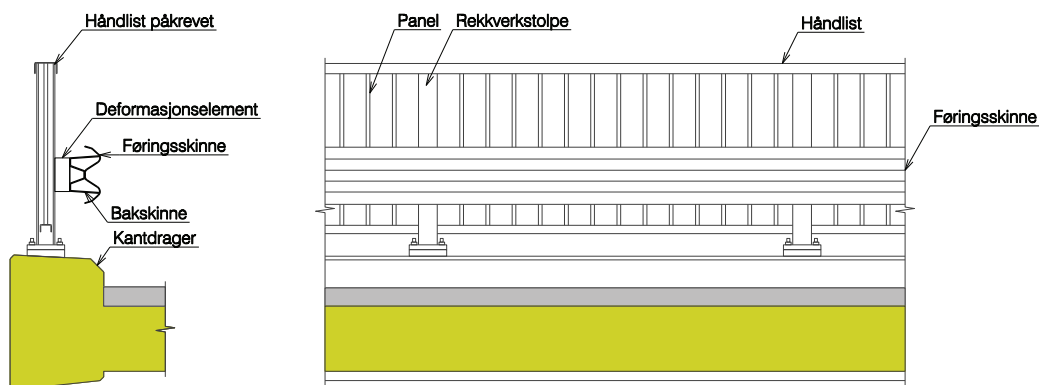 Håndlist påkrevet
Deformasjonselement
Føringsskinne
Bakskinne
Kantdrager
Panel
Rekkverkstolpe
Håndlist
Føringsskinne